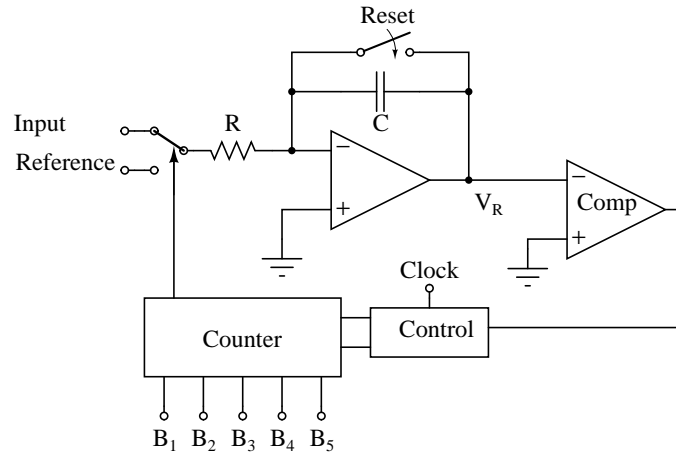 Reset
Input
R
C
Reference
−
+
V_R
−
Comp
+
Clock
Counter
Control
B_1 B_2 B_3 B_4 B_5